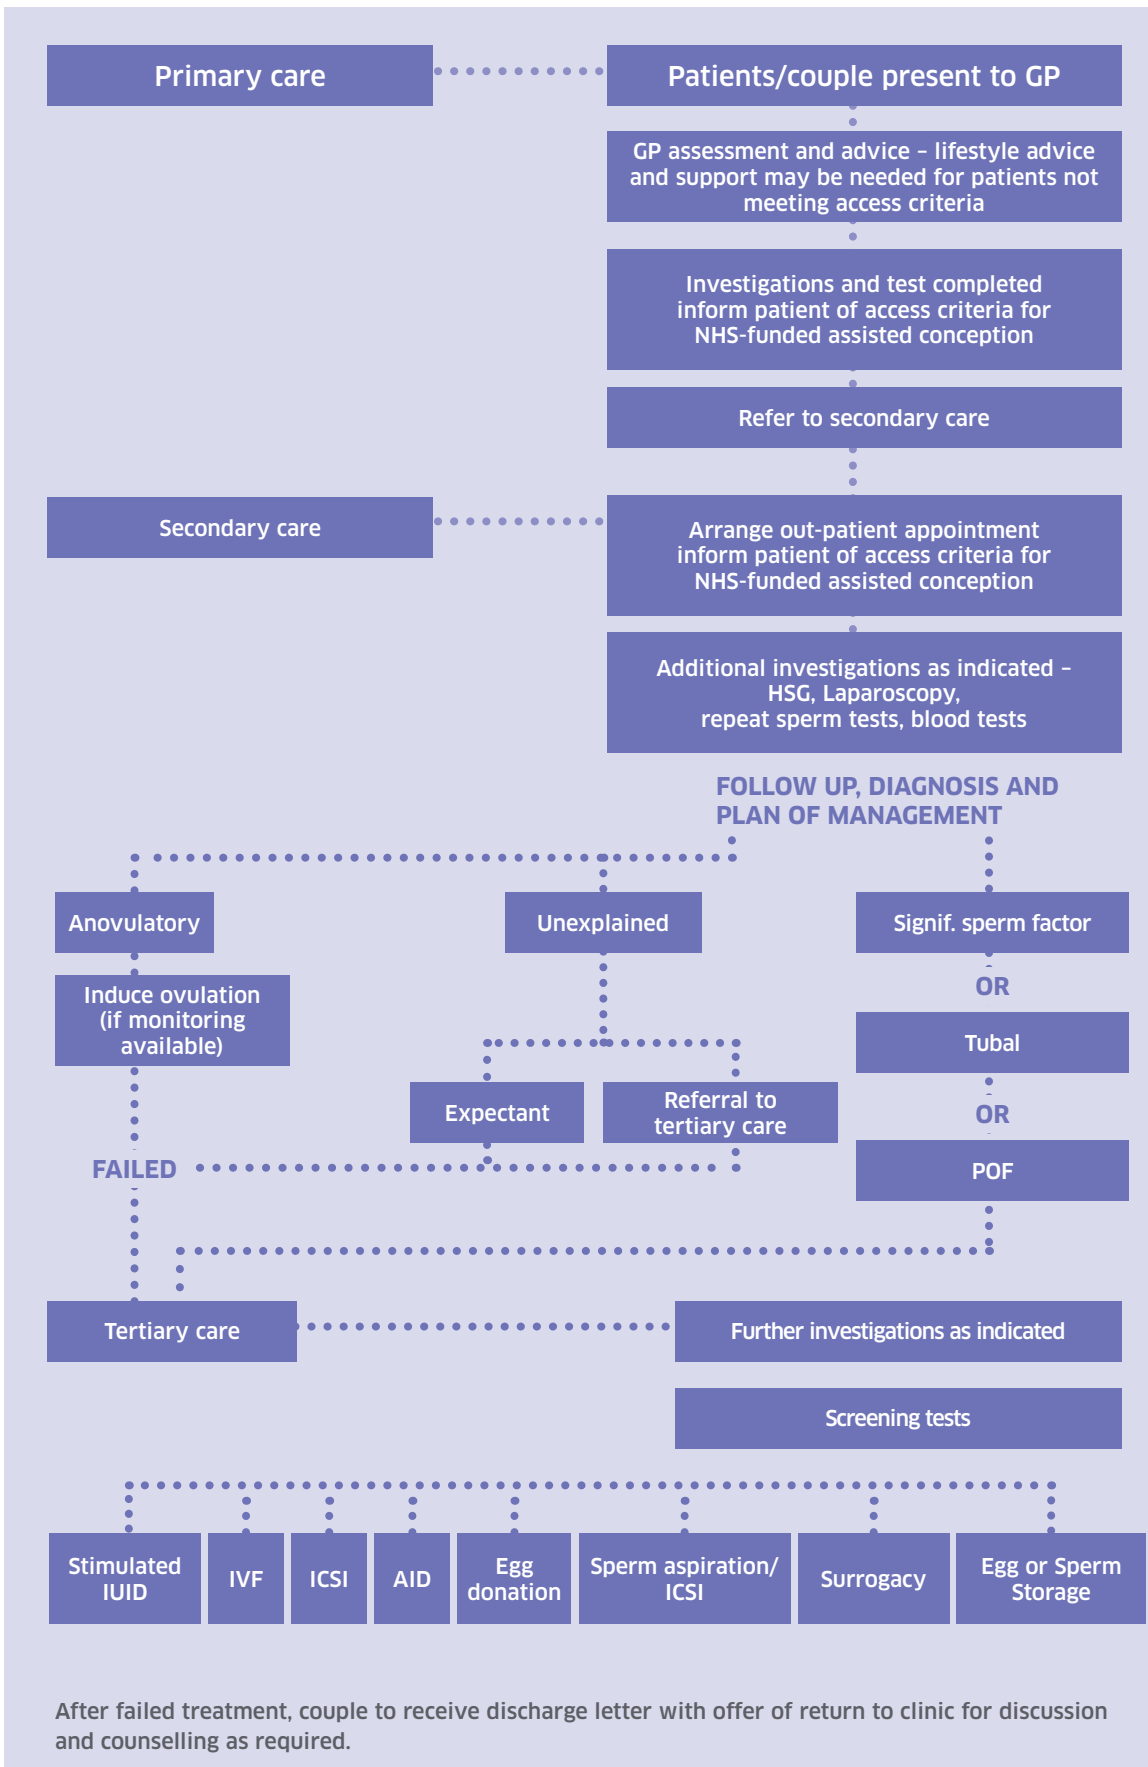 Primary care
Patients/couple present to GP
GP assessment and advice – lifestyle advice
and support may be needed for patients not
meeting access criteria
Investigations and test completed
inform patient of access criteria for
NHS-funded assisted conception
Refer to secondary care
Secondary care
Arrange out-patient appointment
inform patient of access criteria for
NHS-funded assisted conception
Additional investigations as indicated –
HSG, Laparoscopy,
repeat sperm tests, blood tests
FOLLOW UP, DIAGNOSIS AND
PLAN OF MANAGEMENT
Anovulatory
Unexplained
Signif. sperm factor
Induce ovulation
(if monitoring
available)
OR
Tubal
Expectant
Referral to
tertiary care
OR
FAILED
POF
Tertiary care
Further investigations as indicated
Screening tests
Stimulated
IUID
IVF
ICSI
AID
Egg
donation
Sperm aspiration/
ICSI
Surrogacy
Egg or Sperm
Storage
After failed treatment, couple to receive discharge letter with offer of return to clinic for discussion
and counselling as required.